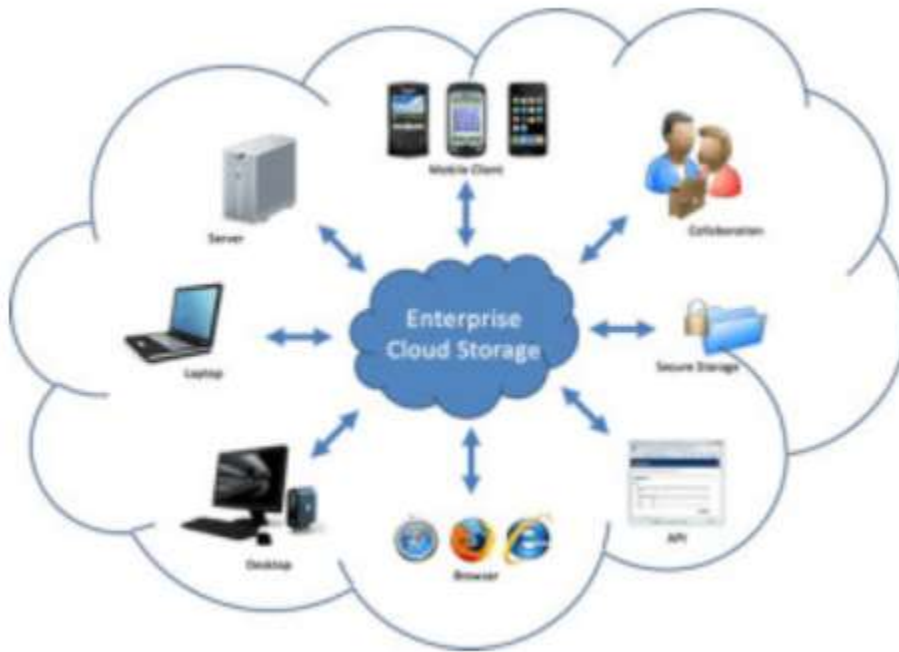 Mobile Client
Server
Collaboration
Enterprise
Cloud Storage
Laptop
Secure Storage
Desktop
Browser
API